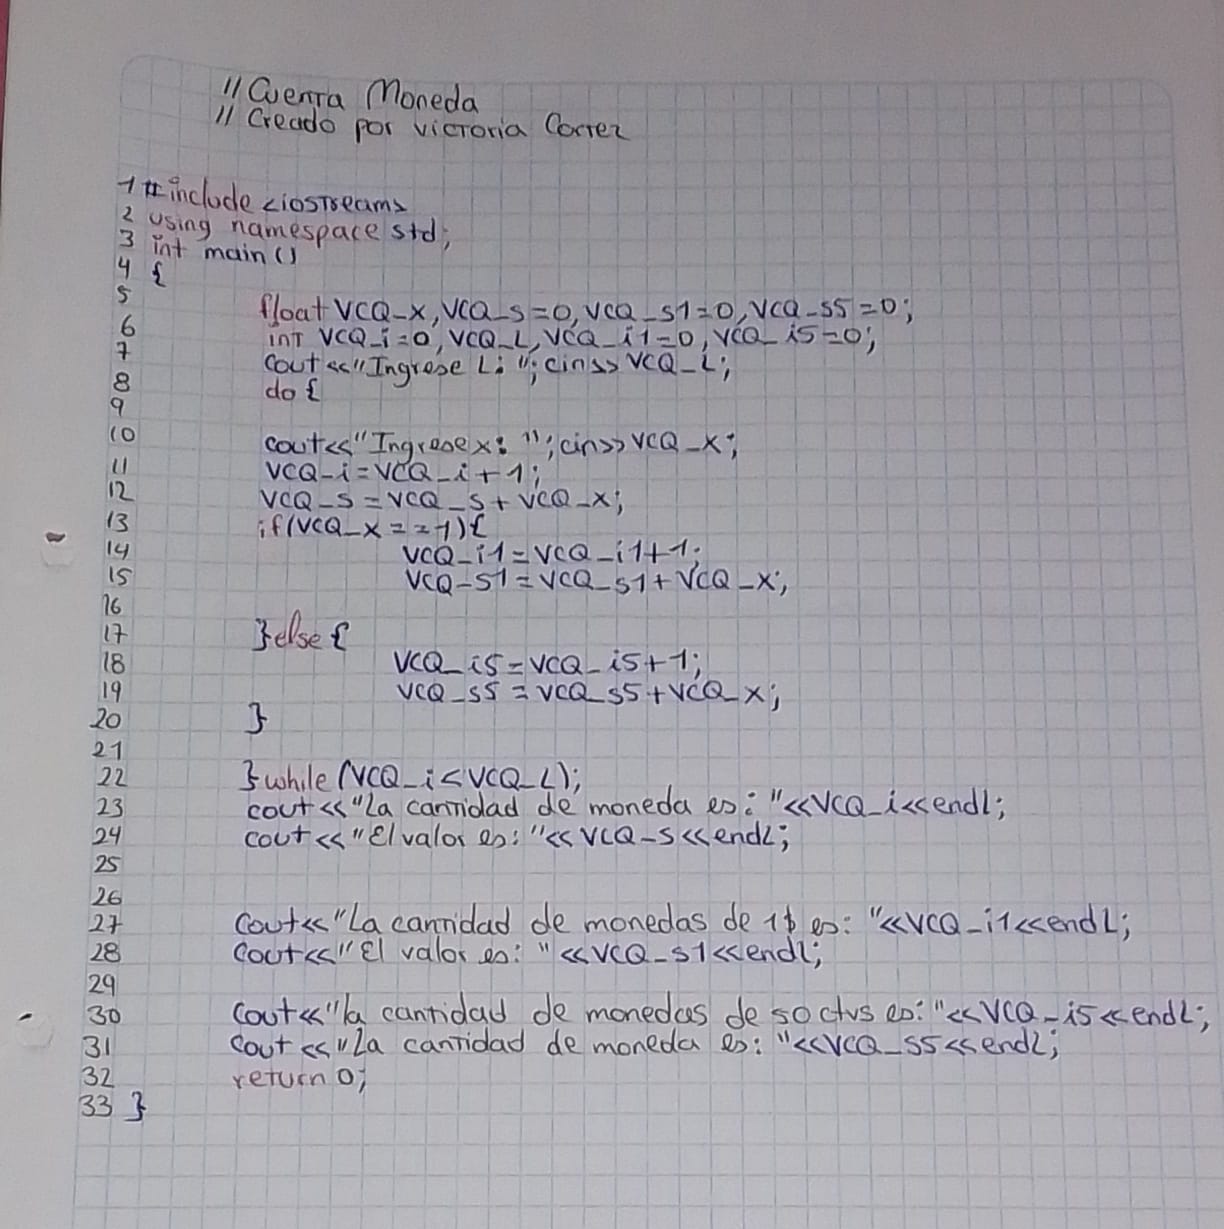 // Cuenta Moneda
// Creado por victoria Cortez
1 #include <iostream>
2 using namespace std;
3 int main()
4 {
5 float VCQ_x, VCQ_s=0, VCQ_s1=0, VCQ_s5=0;
6 int VCQ_i=0, VCQ_L, VCQ_i1=0, VCQ_i5=0;
7 cout<<"Ingrese L: "; cin>> VCQ_L;
8 do {
9
10 cout<<"Ingrese x: "; cin>> VCQ_x;
11 VCQ_i=VCQ_i+1;
12 VCQ_s=VCQ_s+VCQ_x;
13 if(VCQ_x==1){
14 VCQ_i1=VCQ_i1+1;
15 VCQ_s1=VCQ_s1+VCQ_x;
16
17 }else {
18 VCQ_i5=VCQ_i5+1;
19 VCQ_s5=VCQ_s5+VCQ_x;
20 }
21
22 }while (VCQ_i<VCQ_L);
23 cout<<"La cantidad de moneda es: "<<VCQ_i<<endl;
24 cout<<"El valor es: "<<VCQ_s<<endl;
25
26
27 cout<<"La cantidad de monedas de 1$ es: "<<VCQ_i1<<endl;
28 cout<<"El valor es: "<<VCQ_s1<<endl;
29
30 cout<<"la cantidad de monedas de 50 ctvs es: "<<VCQ_i5<<endl;
31 cout<<"La cantidad de moneda es: "<<VCQ_s5<<endl;
32 return 0;
33 }